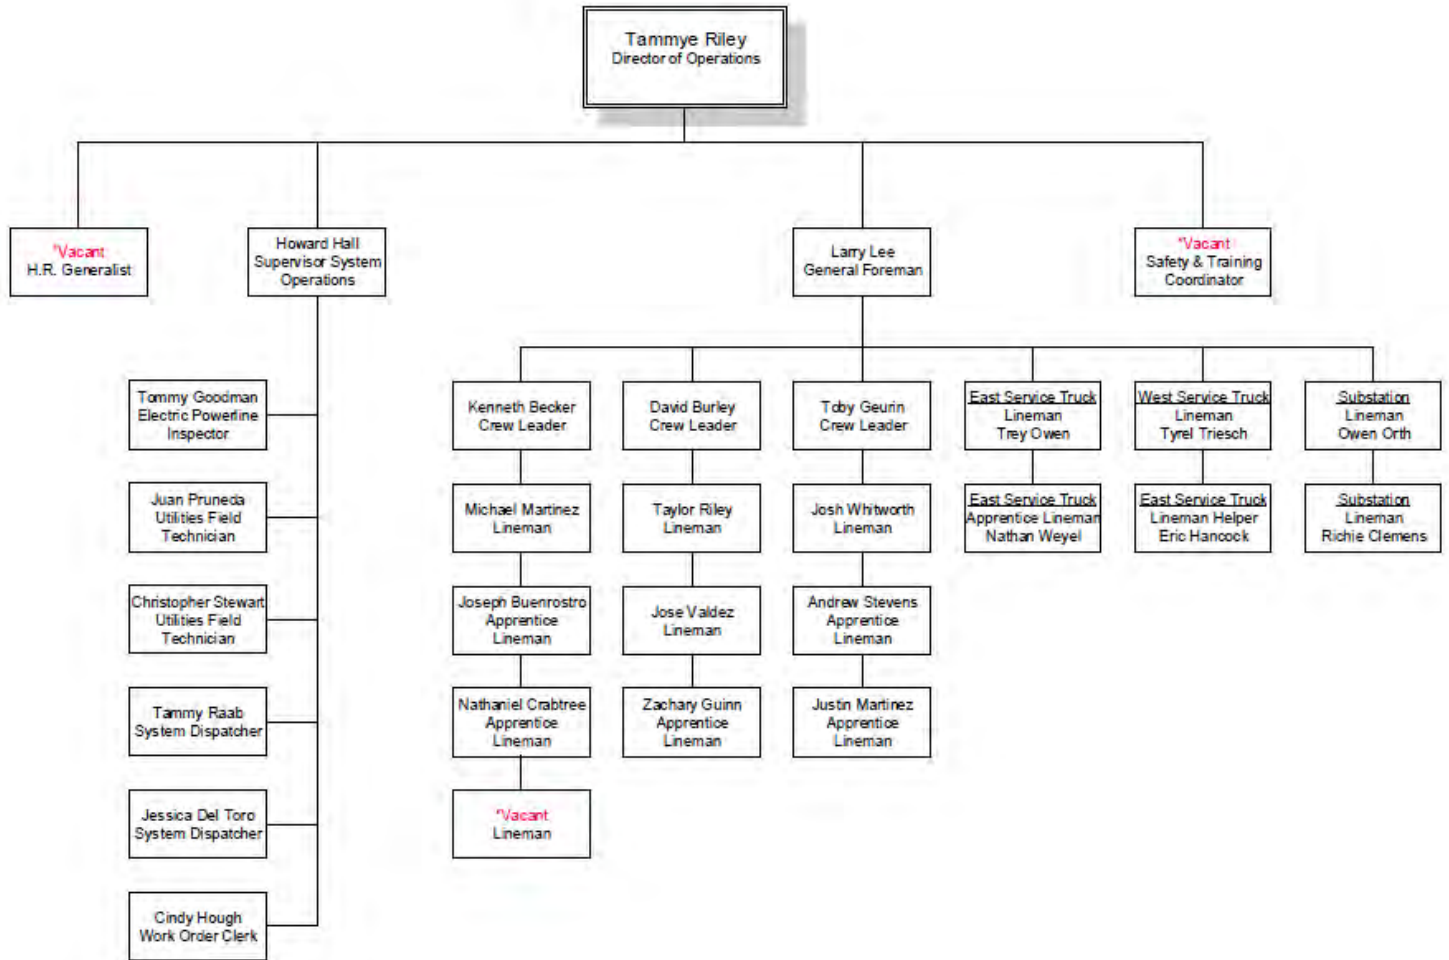 Tammye Riley
Director of Operations
*Vacant
H.R. Generalist
Howard Hall
Supervisor System
Operations
Larry Lee
General Foreman
*Vacant
Safety & Training
Coordinator
Tommy Goodman
Electric Powerline
Inspector
Juan Pruneda
Utilities Field
Technician
Christopher Stewart
Utilities Field
Technician
Tammy Raab
System Dispatcher
Jessica Del Toro
System Dispatcher
Cindy Hough
Work Order Clerk
Kenneth Becker
Crew Leader
Michael Martinez
Lineman
Joseph Buenrostro
Apprentice
Lineman
Nathaniel Crabtree
Apprentice
Lineman
*Vacant
Lineman
David Burley
Crew Leader
Taylor Riley
Lineman
Jose Valdez
Lineman
Zachary Guinn
Apprentice
Lineman
Toby Geurin
Crew Leader
Josh Whitworth
Lineman
Andrew Stevens
Apprentice
Lineman
Justin Martinez
Apprentice
Lineman
East Service Truck
Lineman
Trey Owen
East Service Truck
Apprentice Lineman
Nathan Weyel
West Service Truck
Lineman
Tyrel Triesch
East Service Truck
Lineman Helper
Eric Hancock
Substation
Lineman
Owen Orth
Substation
Lineman
Richie Clemens